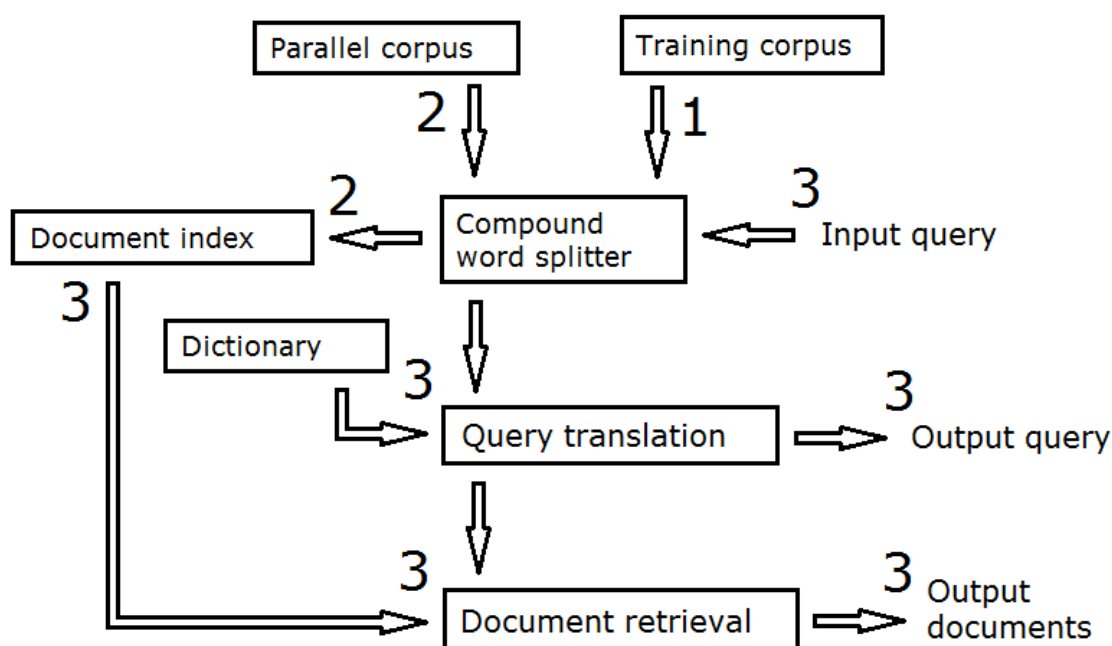 Parallel corpus
Training corpus
2
1
3
2
Document index
Compound
word splitter
Input query
3
Dictionary
3
3
Query translation
Output query
3
3
Document retrieval
Output
documents